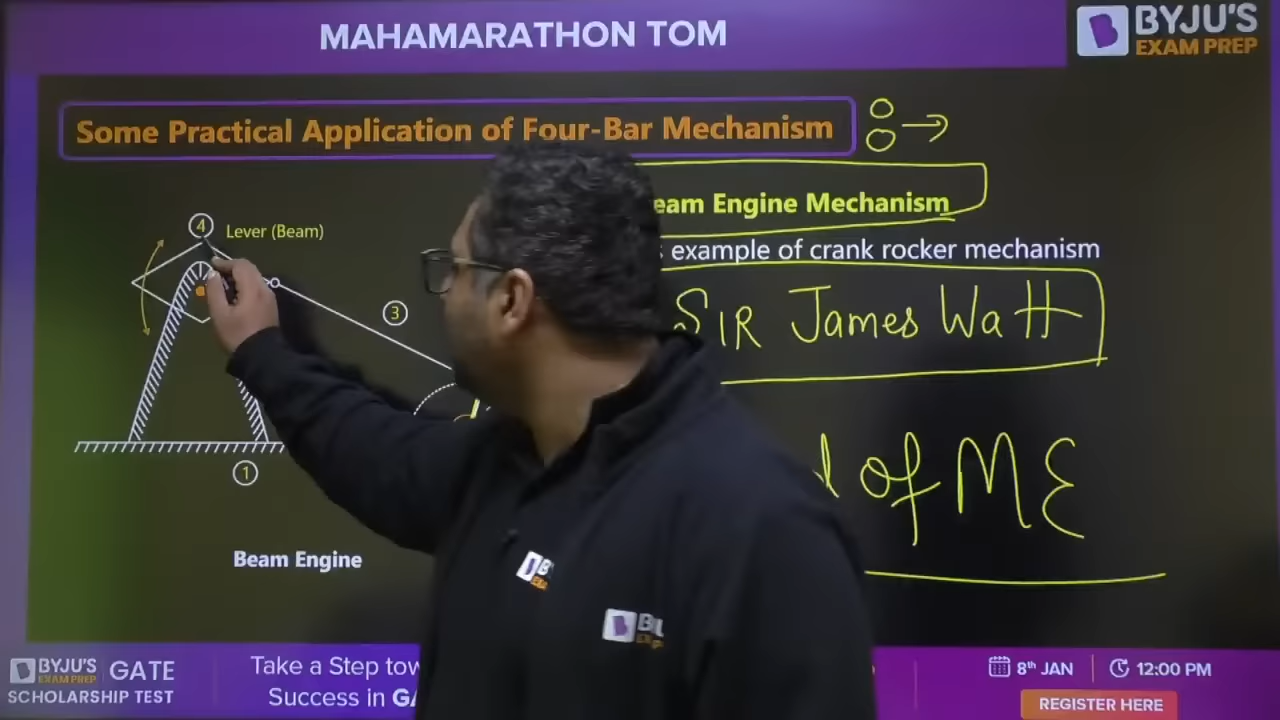 MAHAMARATHON TOM
BYJU'S
EXAM PREP
Some Practical Application of Four-Bar Mechanism
eam Engine Mechanism
example of crank rocker mechanism
4
Lever (Beam)
3
SIR James Watt
of ME
1
Beam Engine
BYJU'S
EXAM PREP
GATE
SCHOLARSHIP TEST
Take a Step tow
Success in GA
8th JAN
12:00 PM
REGISTER HERE